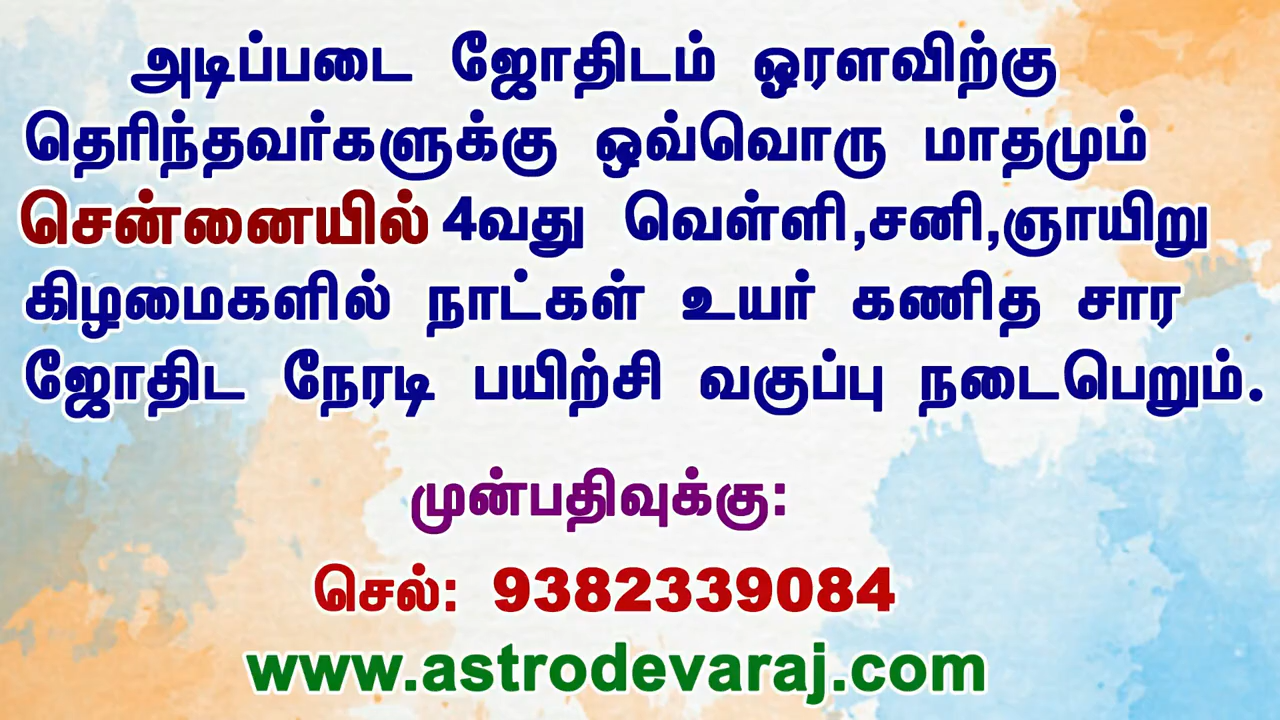 அடிப்படை ஜோதிடம் ஓரளவிற்கு
தெரிந்தவர்களுக்கு ஒவ்வொரு மாதமும்
சென்னையில் 4வது வெள்ளி,சனி,ஞாயிறு
கிழமைகளில் நாட்கள் உயர் கணித சார
ஜோதிட நேரடி பயிற்சி வகுப்பு நடைபெறும்.
முன்பதிவுக்கு:
செல்: 9382339084
www.astrodevaraj.com